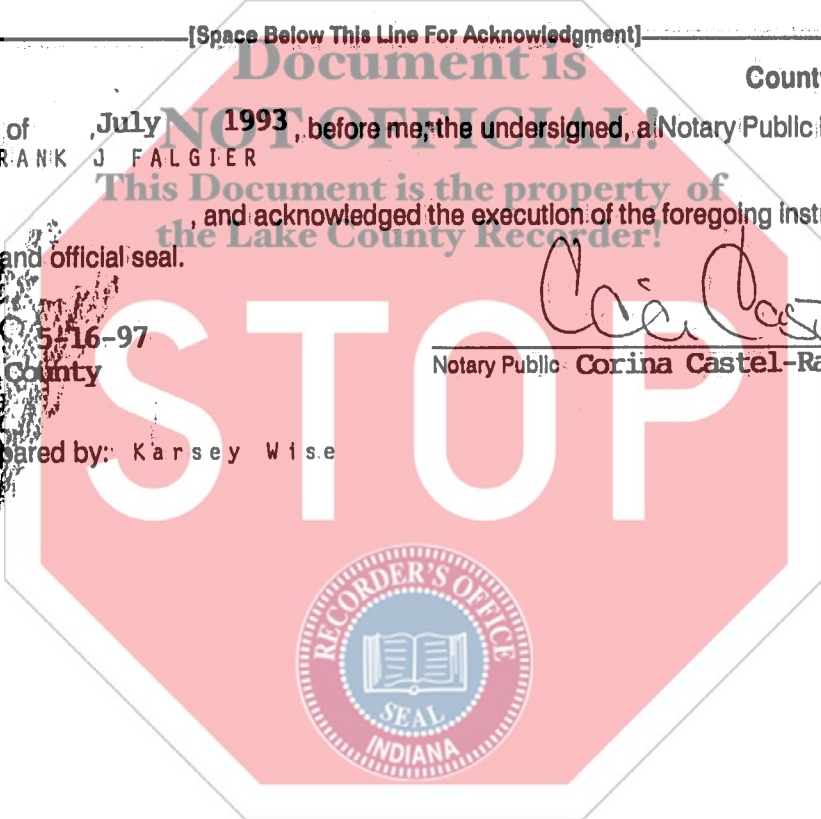 [Space Below This Line For Acknowledgment]
Document is
County
of ,July 1993, before me, the undersigned, a Notary Public
NOT OFFICIAL!
RANK J FALGIER
This Document is the property of
, and acknowledged the execution of the foregoing instr
the Lake County Recorder!
and official seal.
STOP
5-16-97
County
Notary Public Corina Castel-Ra
pared by: Karsey Wise
RECORDER'S OFFICE
SEAL
INDIANA